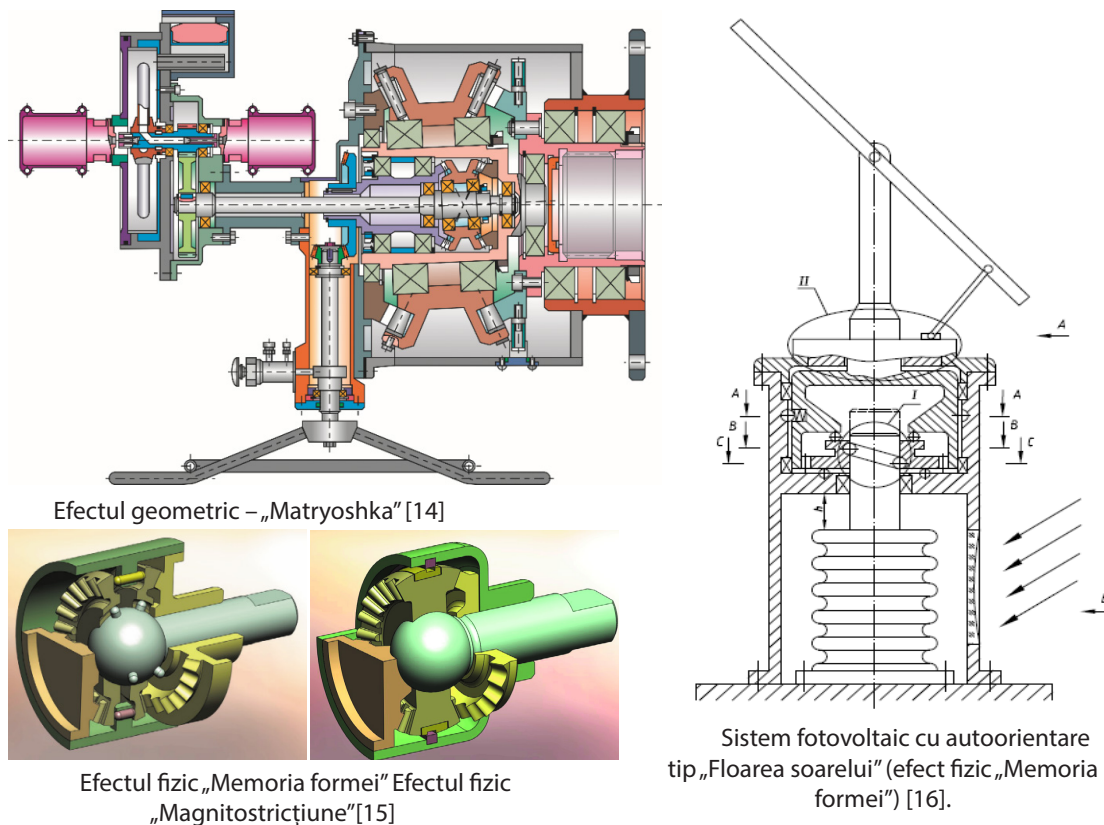 Efectul geometric – „Matryoshka” [14]
Efectul fizic „Memoria formei” Efectul fizic
„Magnitostricțiune”[15]
II
A
I
A
A
B
B
C
C
h
Sistem fotovoltaic cu autoorientare
tip „Floarea soarelui” (efect fizic „Memoria
formei”) [16].